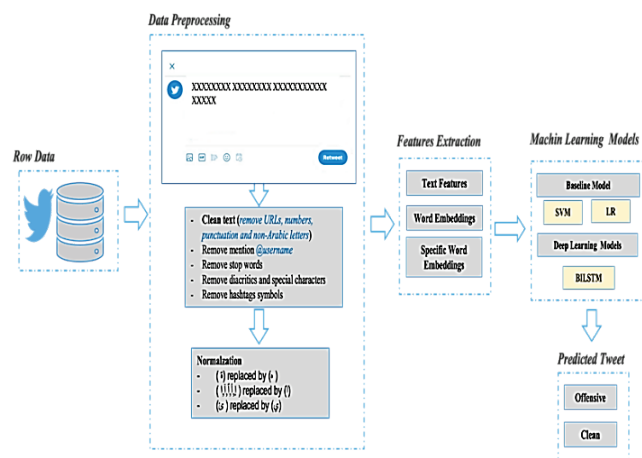 Data Preprocessing
XXXXXXXX XXXXXXXX XXXXXXXXXXX
XXXXX
Retweet
Row Data
- Clean text (remove URLs, numbers,
punctuation and non-Arabic letters)
- Remove mention @username
- Remove stop words
- Remove diacritics and special characters
- Remove hashtags symbols
Normalzation
- (ة) replaced by (ه)
- replaced by
- replaced by
Features Extraction
Text Features
Word Embeddings
Specific Word
Embeddings
Machin Learning Models
Baseline Model
SVM
LR
Deep Learning Models
BILSTM
Predicted Tweet
Offensive
Clean